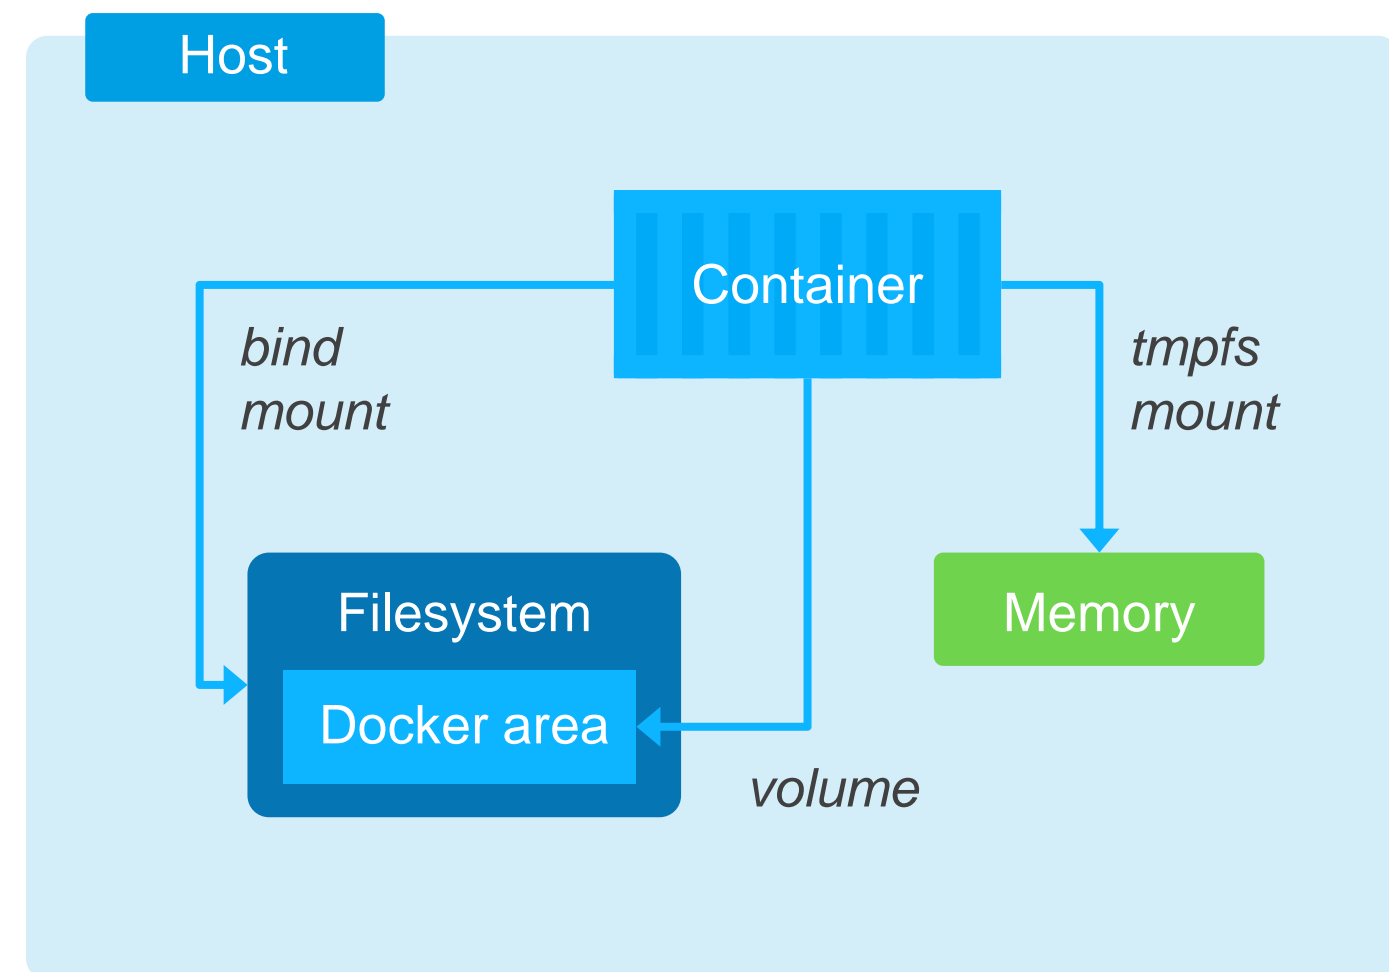 Host
Container
bind
mount
tmpfs
mount
Filesystem
Memory
Docker area
volume